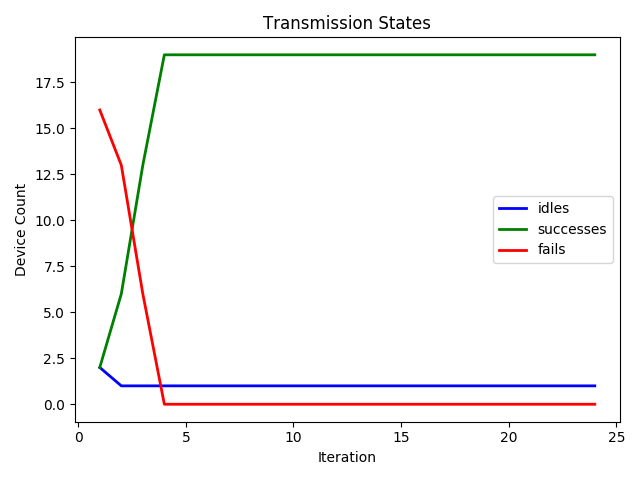 Transmission States
17.5
15.0
12.5
10.0
7.5
5.0
2.5
0.0
Device Count
idles
successes
fails
0 5 10 15 20 25
Iteration